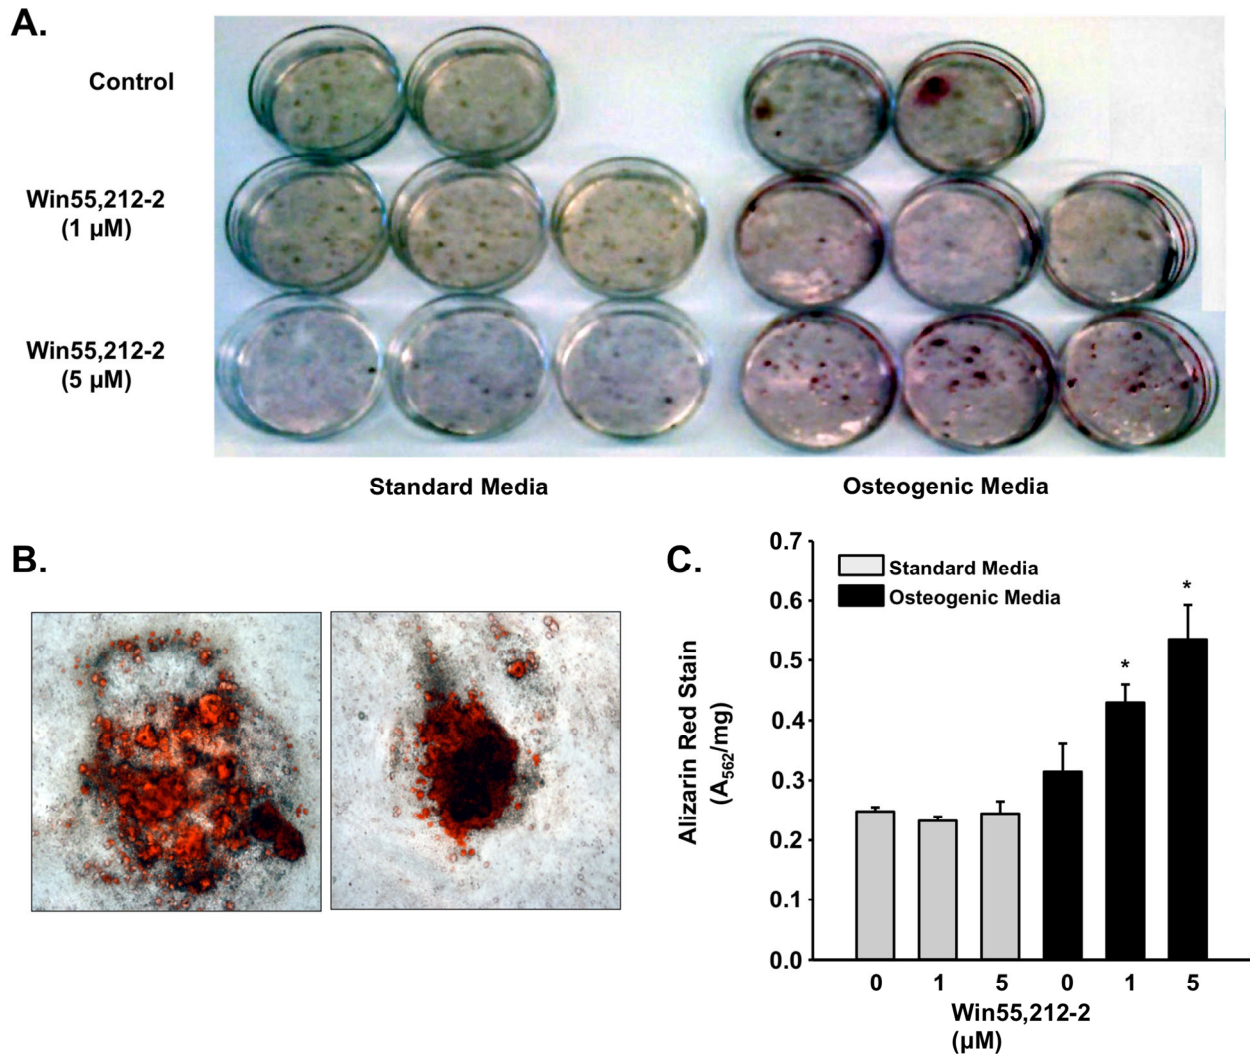 A.
Control
Win55,212-2
(1 µM)
Win55,212-2
(5 µM)
Standard Media
Osteogenic Media
B.
C.
0.7
0.6
0.5
0.4
0.3
0.2
0.1
0.0
Alizarin Red Stain
(A₅₆₂/mg)
Standard Media
Osteogenic Media
*
*
0 1 5 0 1 5
Win55,212-2
(µM)